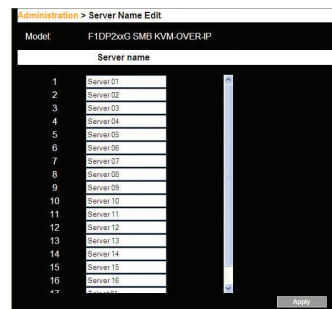 Administration > Server Name Edit
Model: F1DP2xxG SMB KVM-OVER-IP
Server name
1 Server 01
2 Server 02
3 Server 03
4 Server 04
5 Server 05
6 Server 06
7 Server 07
8 Server 08
9 Server 09
10 Server 10
11 Server 11
12 Server 12
13 Server 13
14 Server 14
15 Server 15
16 Server 16
17
Apply